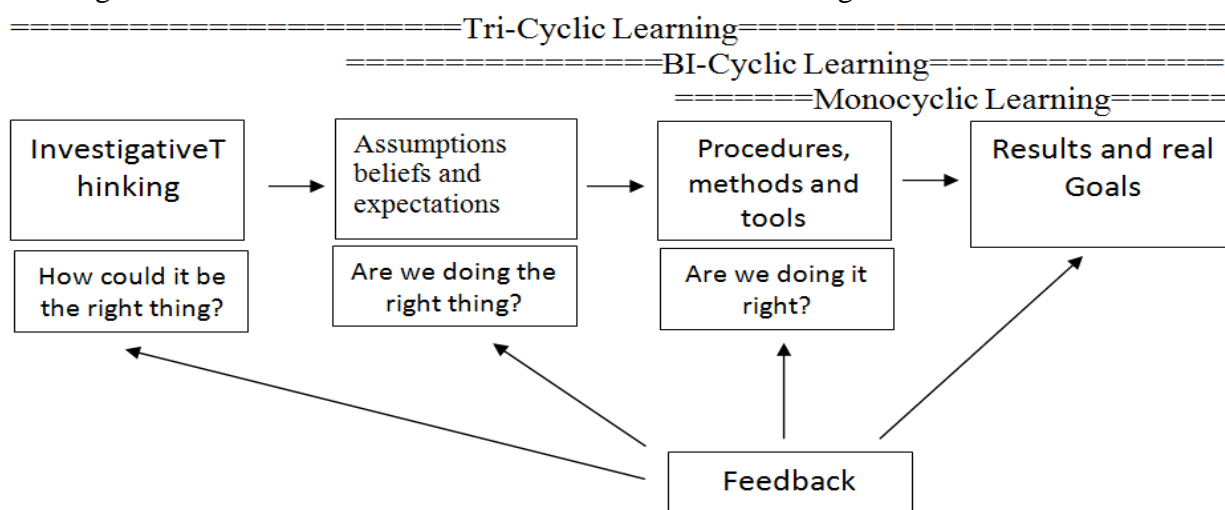 ======================Tri-Cyclic Learning========================
================BI-Cyclic Learning===============
=======Monocyclic Learning======
InvestigativeT
hinking
Assumptions
beliefs and
expectations
Procedures,
methods and
tools
Results and real
Goals
How could it be
the right thing?
Are we doing the
right thing?
Are we doing it
right?
Feedback